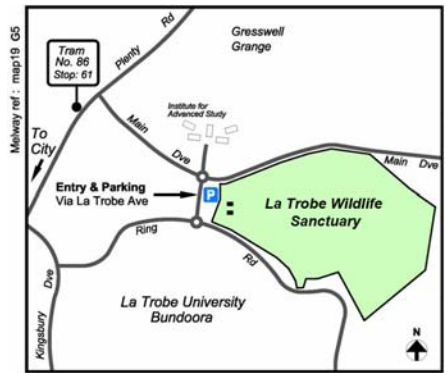 Melway ref : map19 G5
Tram
No. 86
Stop: 61
Plenty
Rd
Gresswell
Grange
Institute for
Advanced Study
Main
Dve
Main
Dve
To
City
Entry & Parking
Via La Trobe Ave
P
La Trobe Wildlife
Sanctuary
Ring
Rd
La Trobe University
Bundoora
Kingsbury
Dve
N